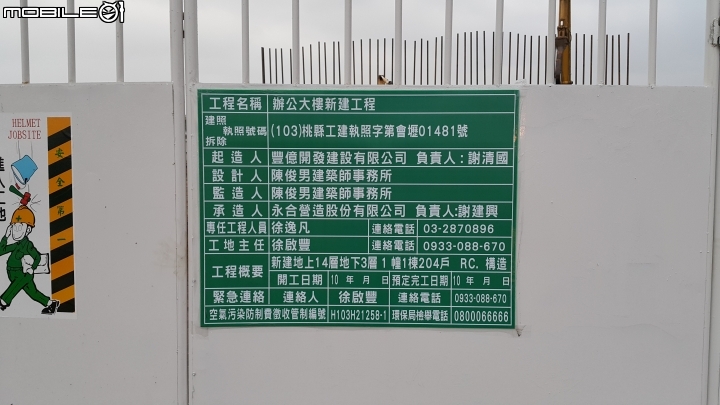 mobile01
HELMET
JOBSITE
安全第一
工程名稱 辦公大樓新建工程
建照
執照號碼 (103)桃縣工建執照字第會堰01481號
拆除
起造人 豐億開發建設有限公司 負責人:謝清國
設計人 陳俊男建築師事務所
監造人 陳俊男建築師事務所
承造人 永合營造股份有限公司 負責人:謝建興
專任工程人員 徐逸凡 連絡電話 03-2870896
工地主任 徐啟豐 連絡電話 0933-088-670
工程概要 新建地上14層地下3層1幢1棟204戶 RC.構造
開工日期 10 年 月 日 預定完工日期 10 年 月 日
緊急連絡 連絡人 徐啟豐 連絡電話 0933-088-670
空氣污染防制費徵收管制編號 H103H21258-1 環保局檢舉電話 0800066666